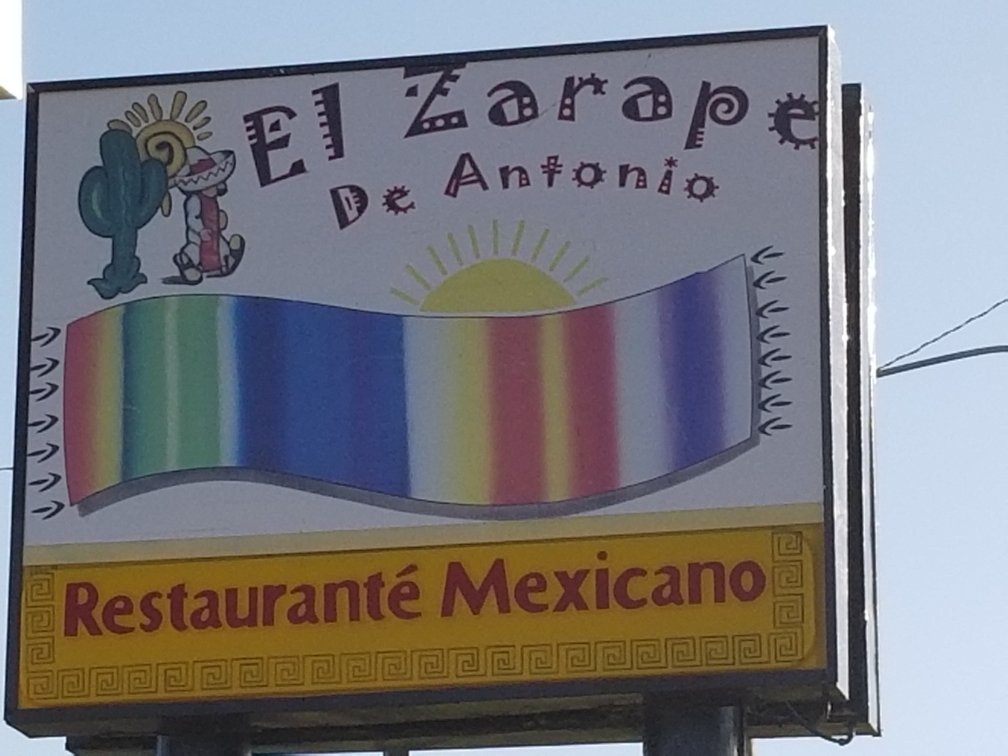 El Zarape
De Antonio
Restauranté Mexicano